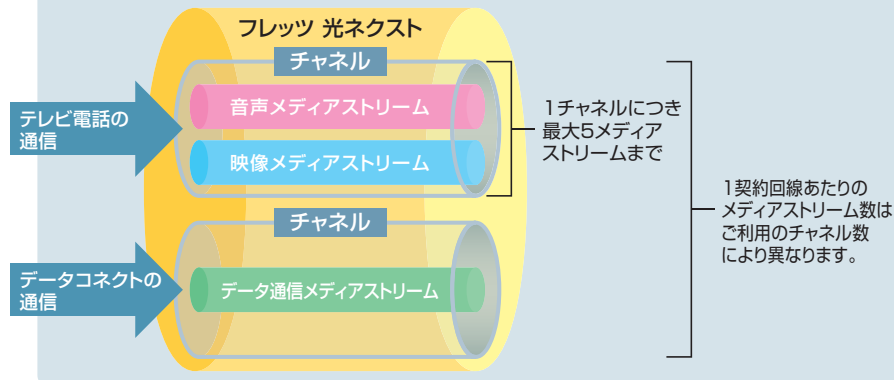 フレッツ 光ネクスト
チャネル
テレビ電話の
通信
音声メディアストリーム
映像メディアストリーム
1チャネルにつき
最大5メディア
ストリームまで
チャネル
データコネクトの
通信
データ通信メディアストリーム
1契約回線あたりの
メディアストリーム数は
ご利用のチャネル数
により異なります。